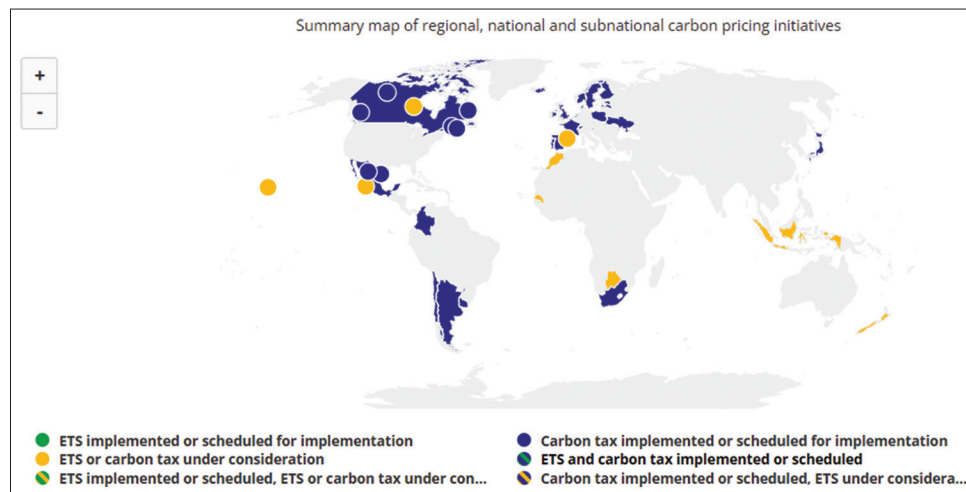 Summary map of regional, national and subnational carbon pricing initiatives
+
-
ETS implemented or scheduled for implementation
Carbon tax implemented or scheduled for implementation
ETS or carbon tax under consideration
ETS and carbon tax implemented or scheduled
ETS implemented or scheduled, ETS or carbon tax under con...
Carbon tax implemented or scheduled, ETS under considera...